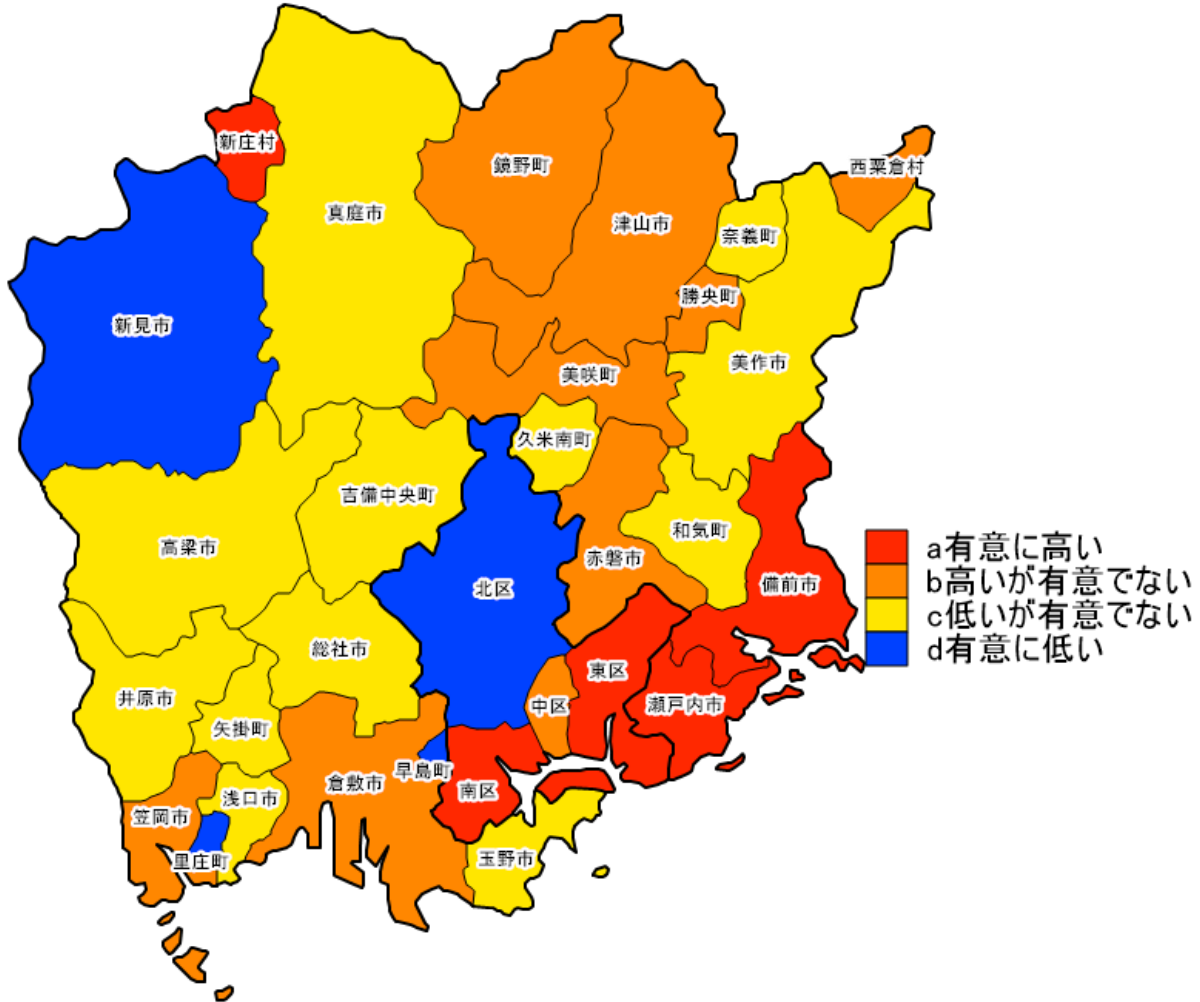 新庄村
西粟倉村
鏡野町
真庭市
津山市
奈義町
勝央町
新見市
美作市
美咲町
久米南町
吉備中央町
和気町
高梁市
赤磐市
備前市
北区
総社市
東区
井原市
中区
瀬戸内市
矢掛町
早島町
倉敷市
南区
浅口市
笠岡市
里庄町
玉野市
a有意に高い
b高いが有意でない
c低いが有意でない
d有意に低い